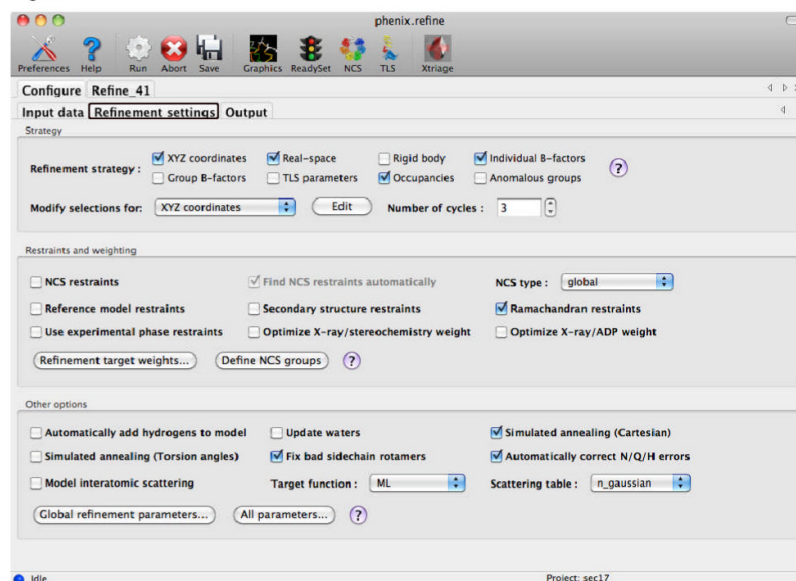 phenix.refine
Preferences Help Run Abort Save Graphics ReadySet NCS TLS Xtriage
Configure Refine_41
Input data Refinement settings Output
Strategy
Refinement strategy : XYZ coordinates Real-space Rigid body Individual B-factors ?
Group B-factors TLS parameters Occupancies Anomalous groups
Modify selections for: XYZ coordinates Edit Number of cycles : 3
Restraints and weighting
NCS restraints Find NCS restraints automatically NCS type : global
Reference model restraints Secondary structure restraints Ramachandran restraints
Use experimental phase restraints Optimize X-ray/stereochemistry weight Optimize X-ray/ADP weight
Refinement target weights... Define NCS groups ?
Other options
Automatically add hydrogens to model Update waters Simulated annealing (Cartesian)
Simulated annealing (Torsion angles) Fix bad sidechain rotamers Automatically correct N/Q/H errors
Model interatomic scattering Target function : ML Scattering table : n_gaussian
Global refinement parameters... All parameters... ?
Idle Project: sec17